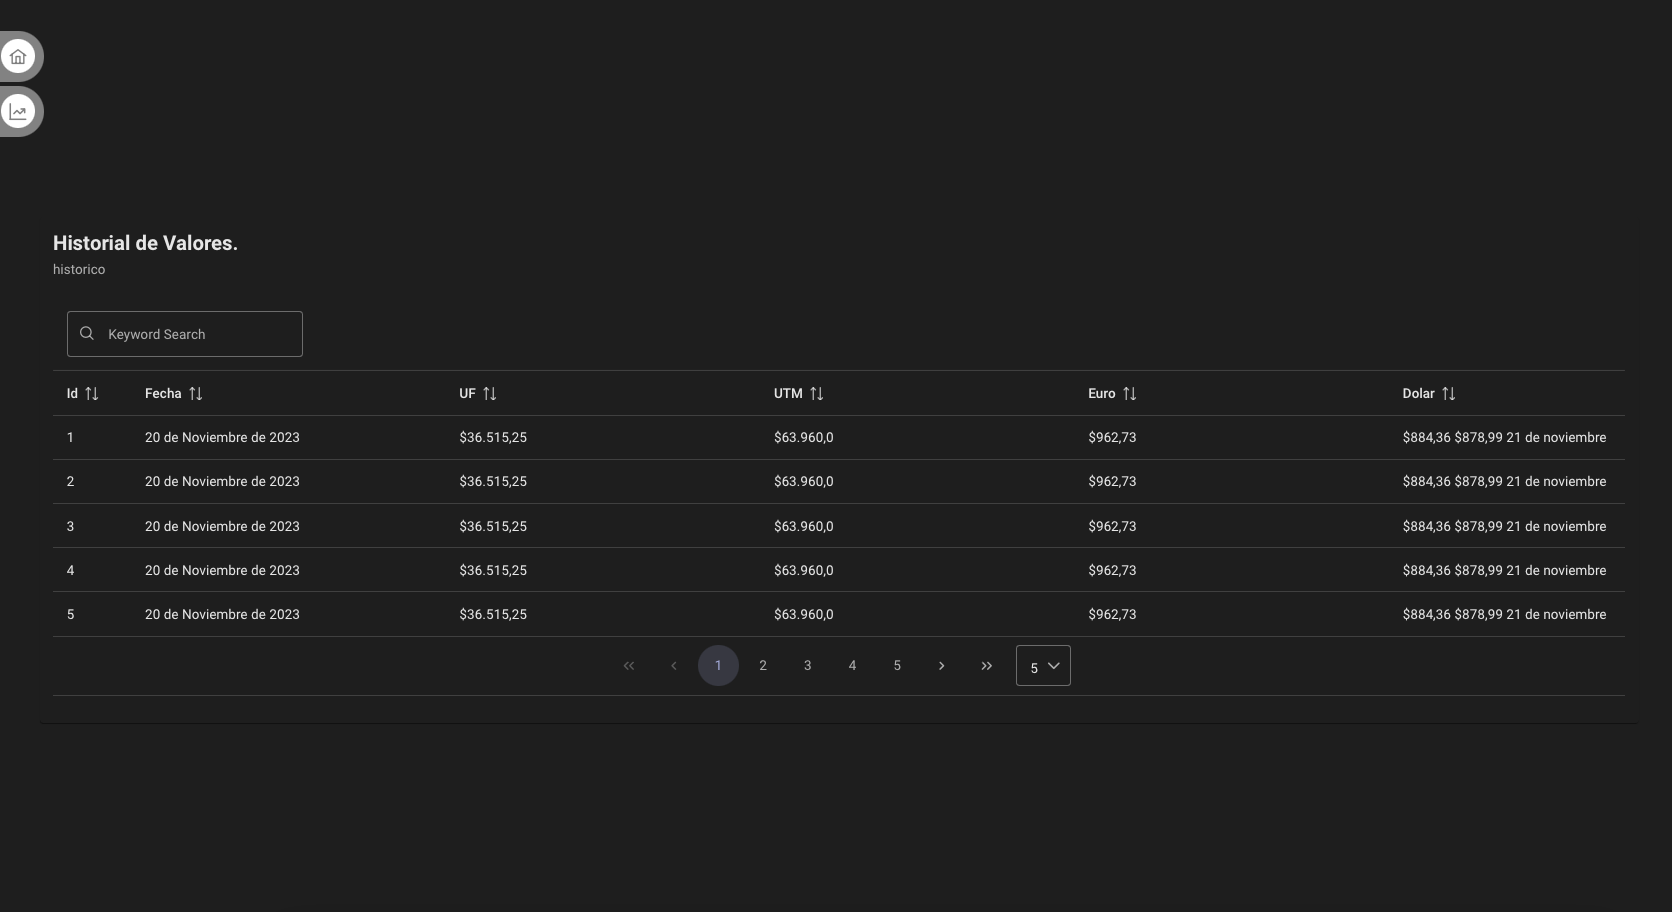 Historial de Valores.
historico
Keyword Search
Id Fecha UF UTM Euro Dolar
1 20 de Noviembre de 2023 $36.515,25 $63.960,0 $962,73 $884,36 $878,99 21 de noviembre
2 20 de Noviembre de 2023 $36.515,25 $63.960,0 $962,73 $884,36 $878,99 21 de noviembre
3 20 de Noviembre de 2023 $36.515,25 $63.960,0 $962,73 $884,36 $878,99 21 de noviembre
4 20 de Noviembre de 2023 $36.515,25 $63.960,0 $962,73 $884,36 $878,99 21 de noviembre
5 20 de Noviembre de 2023 $36.515,25 $63.960,0 $962,73 $884,36 $878,99 21 de noviembre
1 2 3 4 5 5